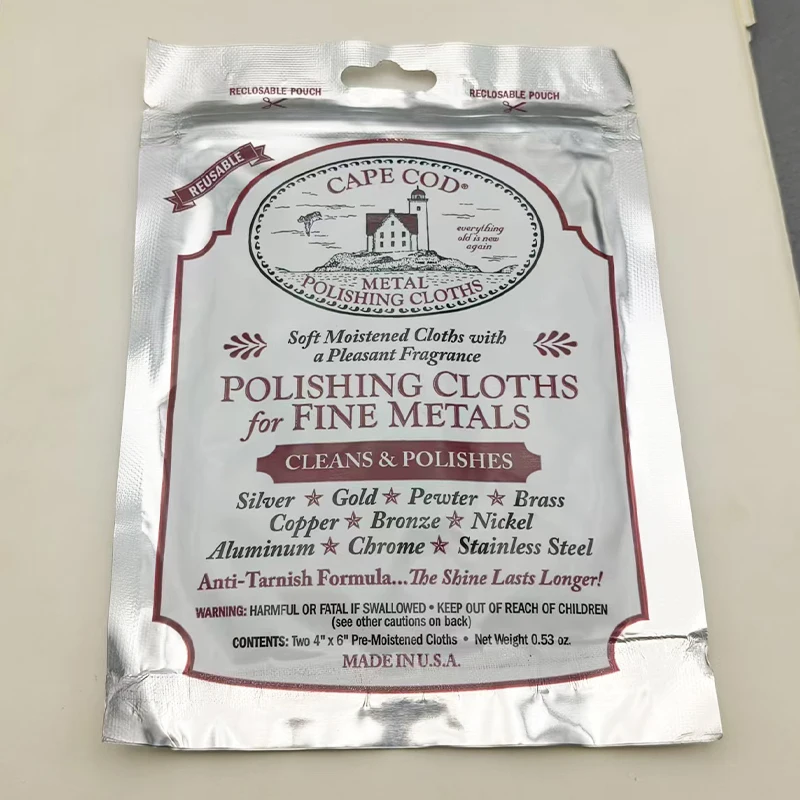 RECLOSABLE POUCH
RECLOSABLE POUCH
REUSABLE
CAPE COD®
everything
old is new
again
METAL
POLISHING CLOTHS
Soft Moistened Cloths with
a Pleasant Fragrance
POLISHING CLOTHS
for FINE METALS
CLEANS & POLISHES
Silver ★ Gold ★ Pewter ★ Brass
Copper ★ Bronze ★ Nickel
Aluminum ★ Chrome ★ Stainless Steel
Anti-Tarnish Formula...The Shine Lasts Longer!
WARNING: HARMFUL OR FATAL IF SWALLOWED • KEEP OUT OF REACH OF CHILDREN
(see other cautions on back)
CONTENTS: Two 4" x 6" Pre-Moistened Cloths • Net Weight 0.53 oz.
MADE IN U.S.A.